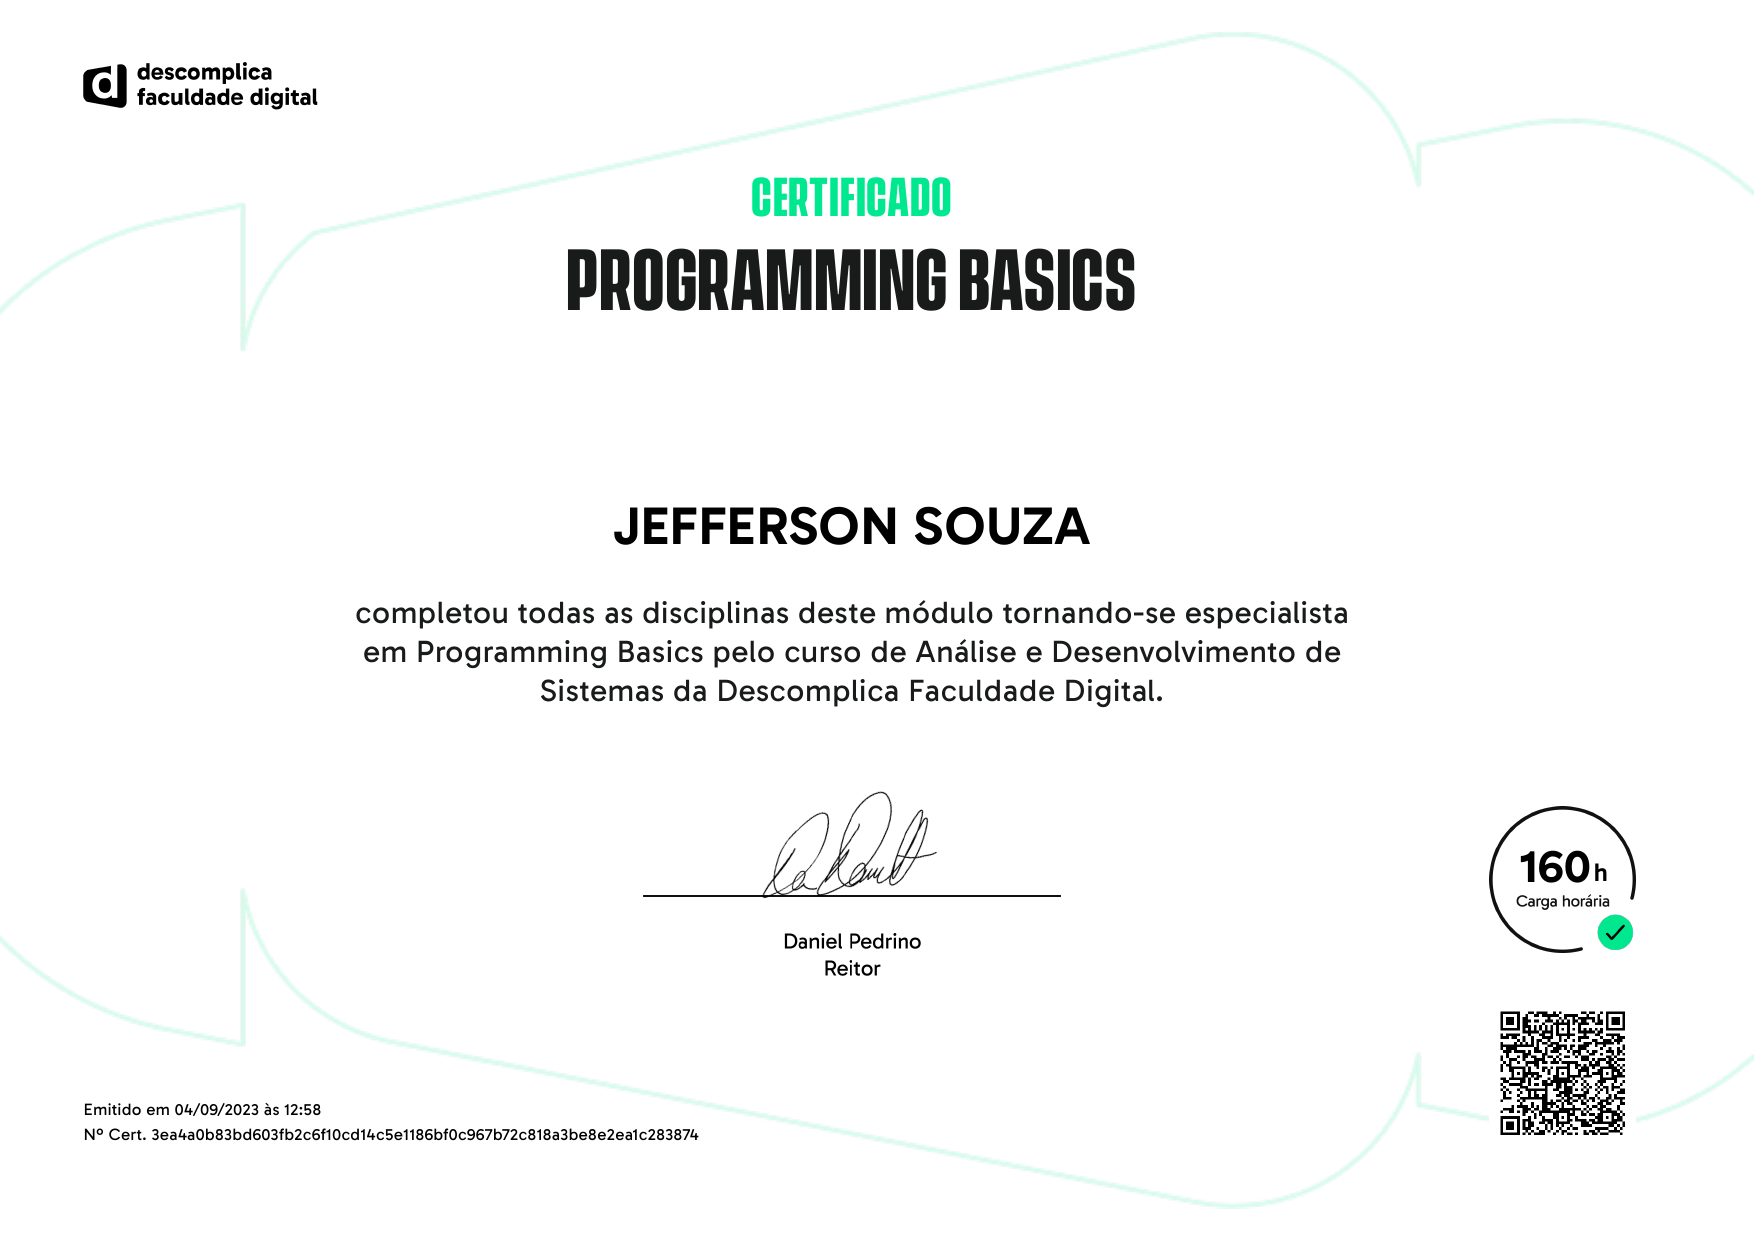 descomplica
faculdade digital
CERTIFICADO
PROGRAMMING BASICS
JEFFERSON SOUZA
completou todas as disciplinas deste módulo tornando-se especialista
em Programming Basics pelo curso de Análise e Desenvolvimento de
Sistemas da Descomplica Faculdade Digital.
Daniel Pedrino
Reitor
160 h
Carga horária
Emitido em 04/09/2023 às 12:58
Nº Cert. 3ea4a0b83bd603fb2c6f10cd14c5e1186bf0c967b72c818a3be8e2ea1c283874